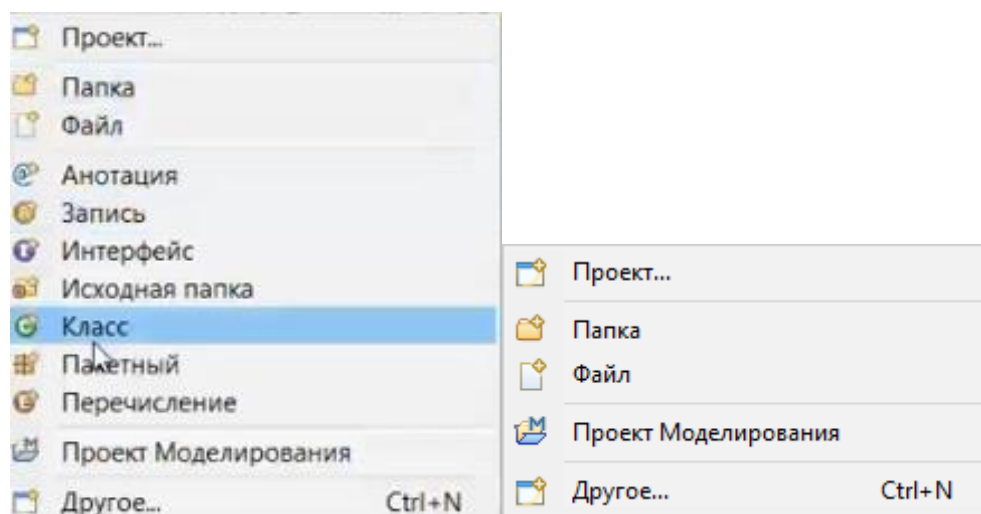 Проект...
Папка
Файл
Анотация
Запись
Интерфейс
Исходная папка
Класс
Пакетный
Перечисление
Проект Моделирования
Другое... Ctrl+N
Проект...
Папка
Файл
Проект Моделирования
Другое... Ctrl+N